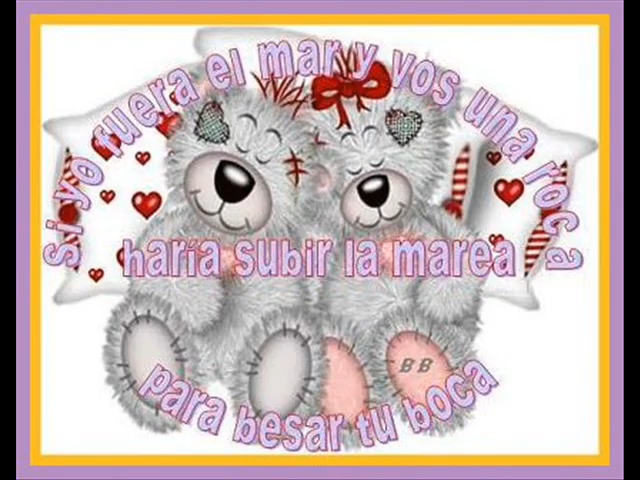 Si yo fuera el mar y vos una roca
haría subir la marea
BB
para besar tu boca